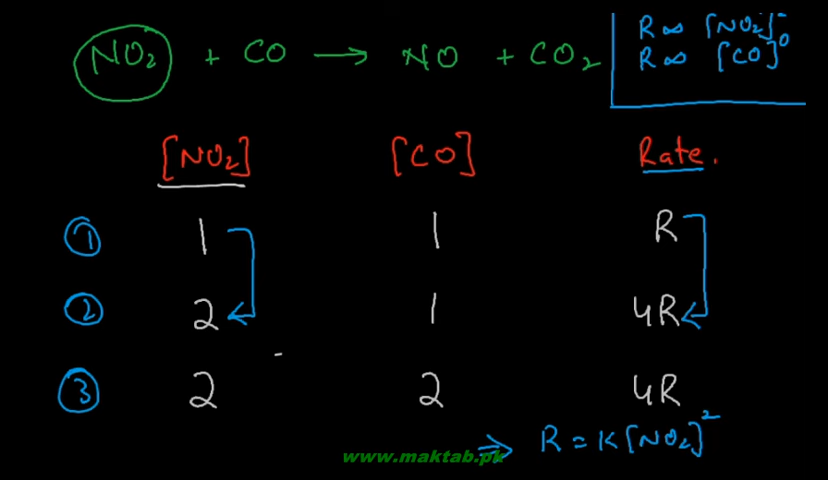 NO₂ + CO → NO + CO₂
R ∝ [NO₂]²
R ∝ [CO]⁰
[NO₂] [CO] Rate.
① 1 1 R
② 2 1 4R
③ 2 2 4R
⇒ R = K[NO₂]²
www.maktab.pk